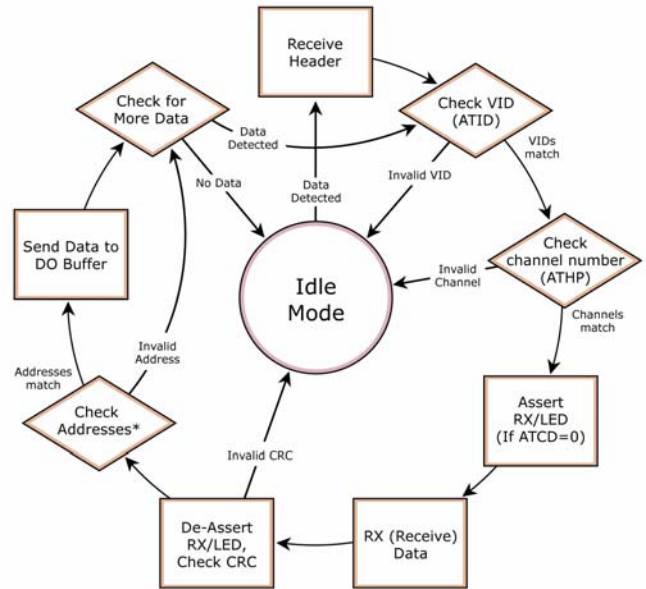 Receive
Header
Check for
More Data
Check VID
(ATID)
Data
Detected
VIDs
match
No Data
Data
Detected
Invalid VID
Send Data to
DO Buffer
Check
channel number
(ATHP)
Idle
Mode
Invalid
Channel
Channels
match
Invalid
Address
Addresses
match
Check
Addresses*
Assert
RX/LED
(If ATCD=0)
Invalid CRC
De-Assert
RX/LED,
Check CRC
RX (Receive)
Data